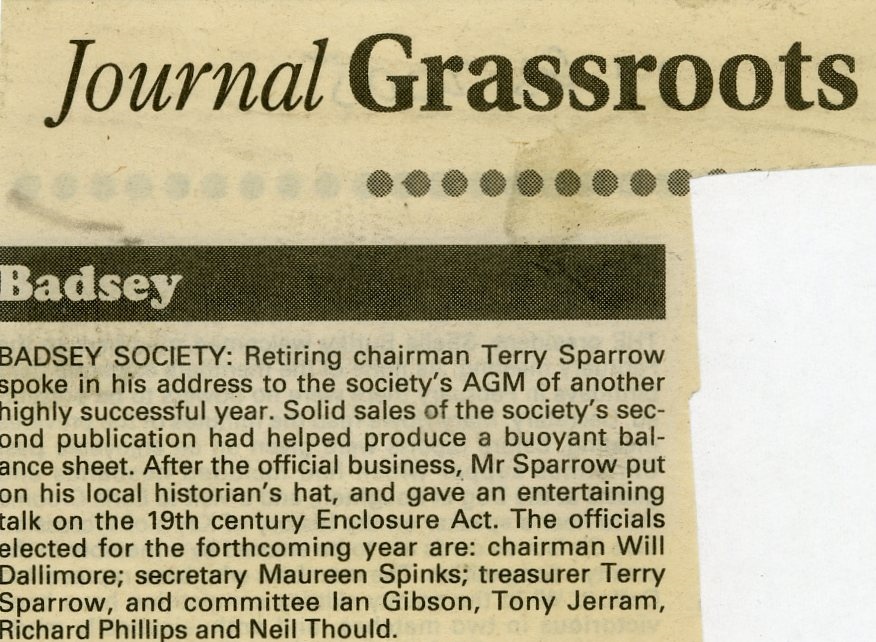 Journal Grassroots
Badsey
BADSEY SOCIETY: Retiring chairman Terry Sparrow
spoke in his address to the society's AGM of another
highly successful year. Solid sales of the society's sec-
ond publication had helped produce a buoyant bal-
ance sheet. After the official business, Mr Sparrow put
on his local historian's hat, and gave an entertaining
talk on the 19th century Enclosure Act. The officials
elected for the forthcoming year are: chairman Will
Dallimore; secretary Maureen Spinks; treasurer Terry
Sparrow, and committee Ian Gibson, Tony Jerram,
Richard Phillips and Neil Thould.